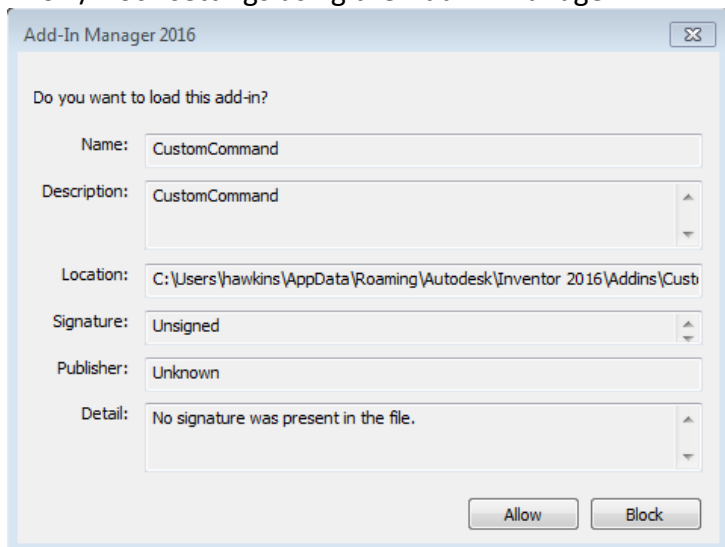 Add-In Manager 2016
Do you want to load this add-in?
Name: CustomCommand
Description: CustomCommand
Location: C:\Users\hawkins\AppData\Roaming\Autodesk\Inventor 2016\Addins\Cust
Signature: Unsigned
Publisher: Unknown
Detail: No signature was present in the file.
Allow Block